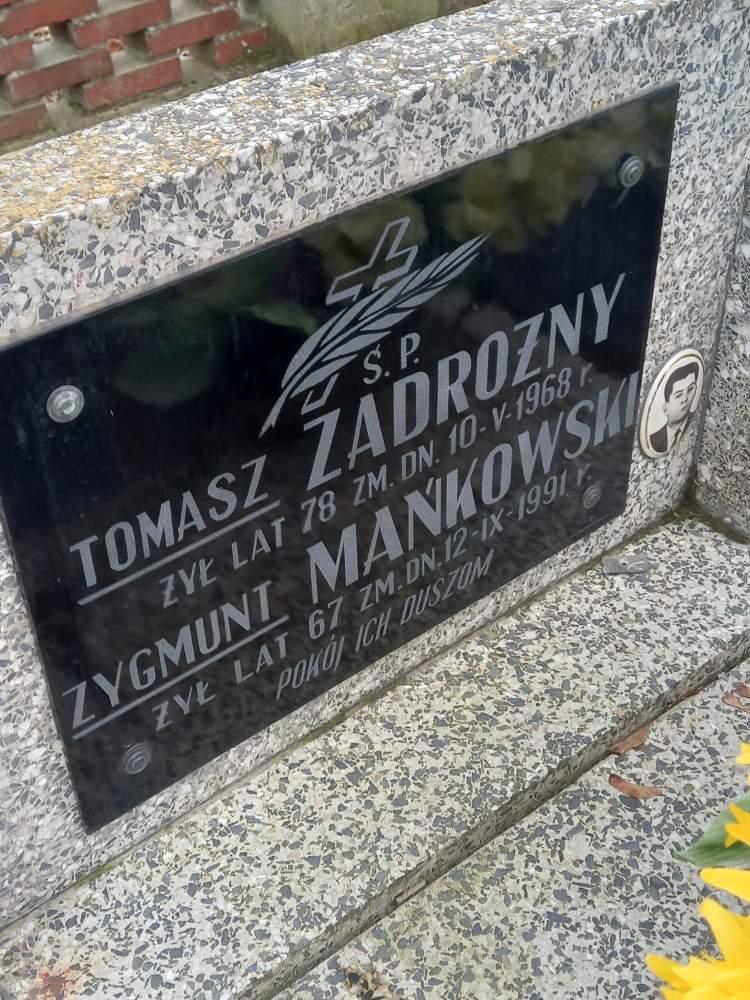 Ś. P.
TOMASZ ZADROŻNY
ŻYŁ LAT 78 ZM. DN. 10-V-1968 r.
ZYGMUNT MAŃKOWSKI
ŻYŁ LAT 67 ZM. DN. 12-IX-1991 r.
POKÓJ ICH DUSZOM